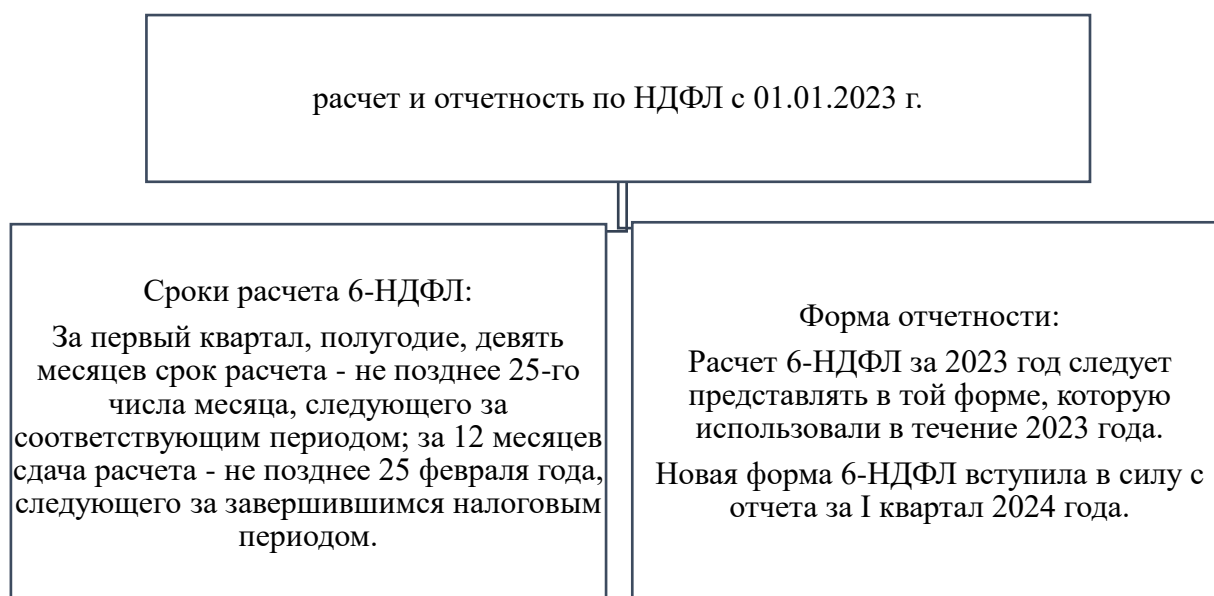 расчет и отчетность по НДФЛ с 01.01.2023 г.
Сроки расчета 6-НДФЛ:
За первый квартал, полугодие, девять
месяцев срок расчета - не позднее 25-го
числа месяца, следующего за
соответствующим периодом; за 12 месяцев
сдача расчета - не позднее 25 февраля года,
следующего за завершившимся налоговым
периодом.
Форма отчетности:
Расчет 6-НДФЛ за 2023 год следует
представлять в той форме, которую
использовали в течение 2023 года.
Новая форма 6-НДФЛ вступила в силу с
отчета за I квартал 2024 года.